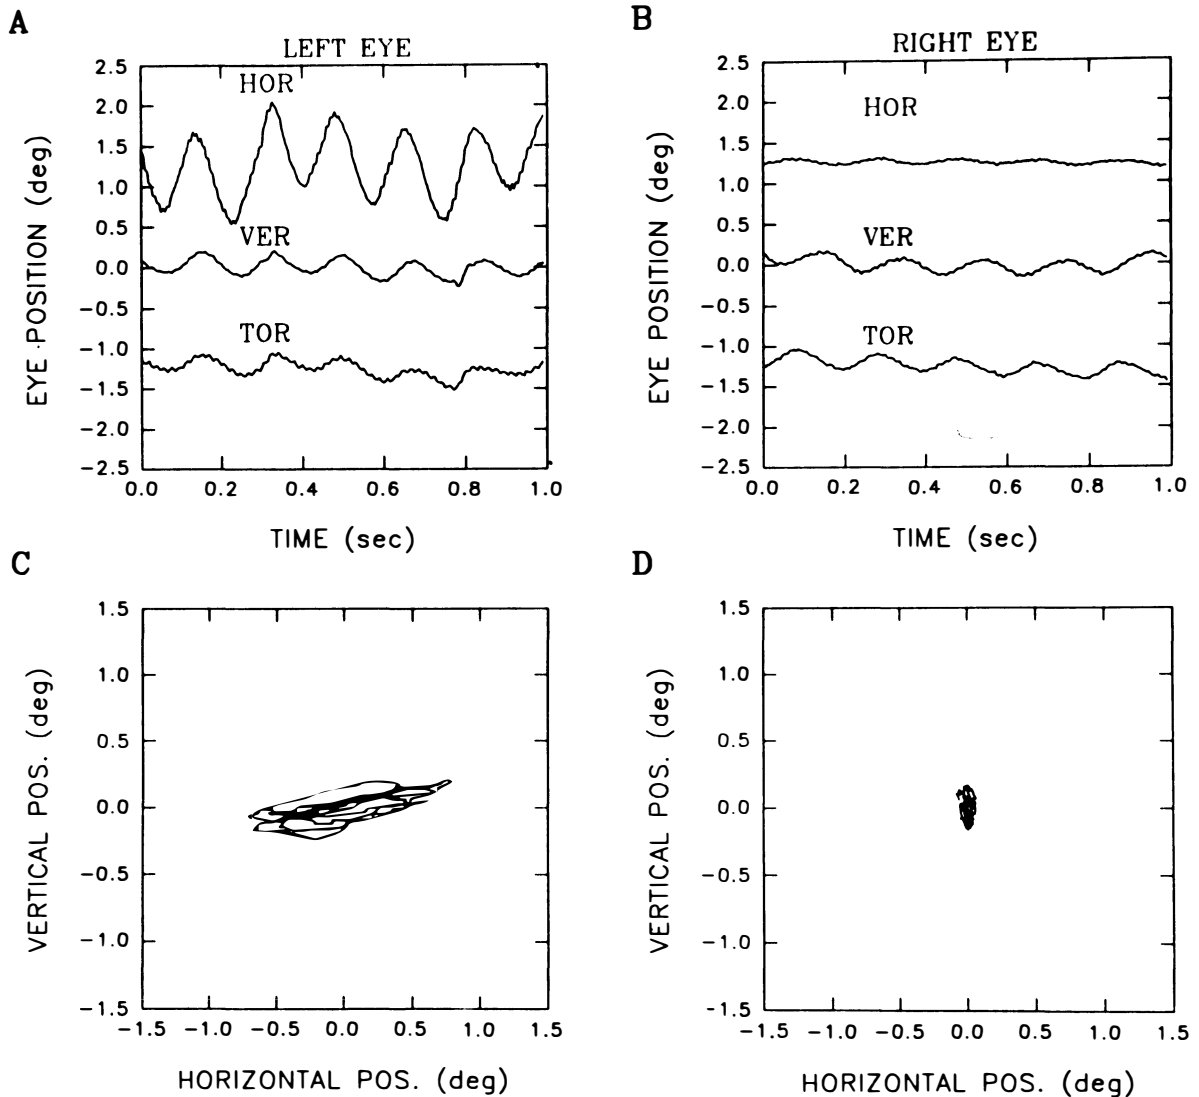 A
LEFT EYE
2.5
2.0
1.5
1.0
0.5
0.0
−0.5
−1.0
−1.5
−2.0
−2.5
EYE POSITION (deg)
HOR
VER
TOR
0.0 0.2 0.4 0.6 0.8 1.0
TIME (sec)
B
RIGHT EYE
2.5
2.0
1.5
1.0
0.5
0.0
−0.5
−1.0
−1.5
−2.0
−2.5
EYE POSITION (deg)
HOR
VER
TOR
0.0 0.2 0.4 0.6 0.8 1.0
TIME (sec)
C
1.5
1.0
0.5
0.0
−0.5
−1.0
−1.5
VERTICAL POS. (deg)
−1.5 −1.0 −0.5 0.0 0.5 1.0 1.5
HORIZONTAL POS. (deg)
D
1.5
1.0
0.5
0.0
−0.5
−1.0
−1.5
VERTICAL POS. (deg)
−1.5 −1.0 −0.5 0.0 0.5 1.0 1.5
HORIZONTAL POS. (deg)